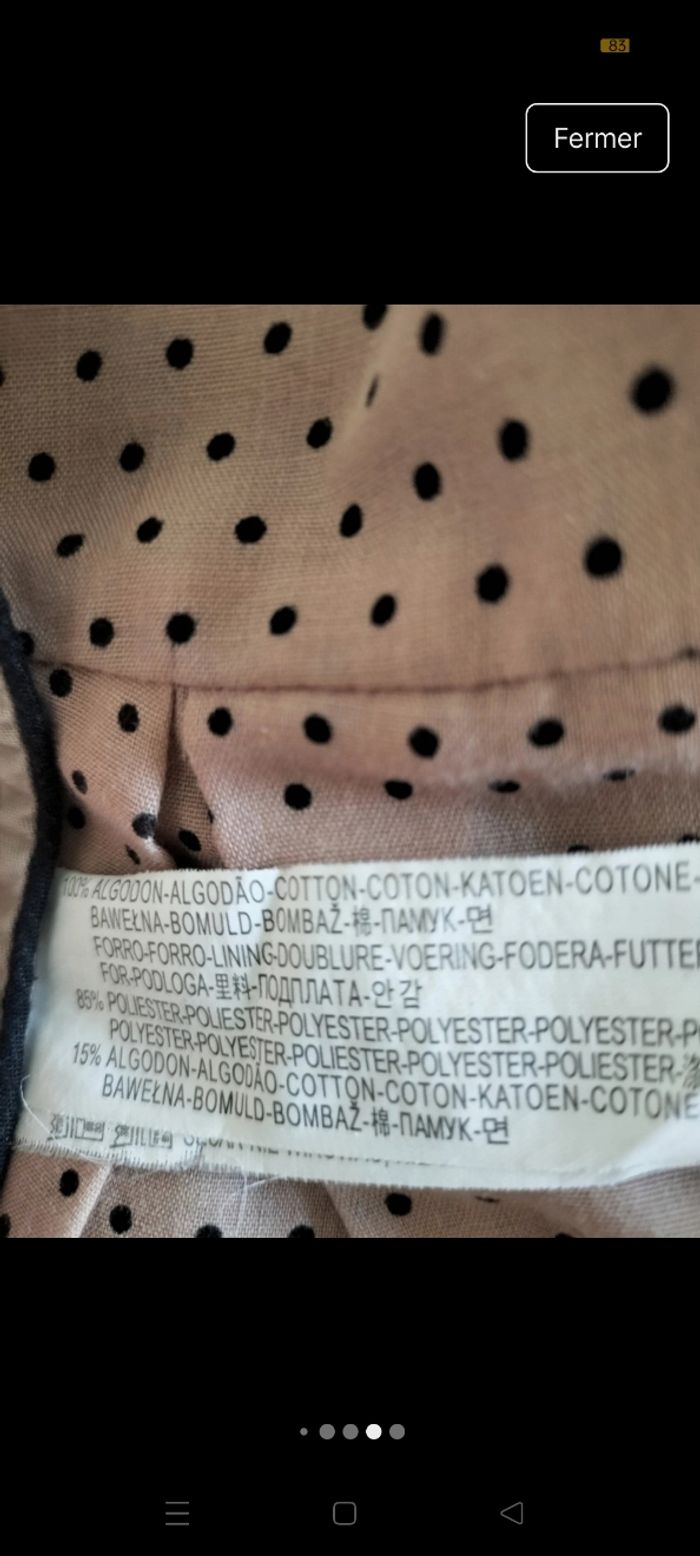 83
Fermer
100% ALGODON-ALGODÃO-COTTON-COTON-KATOEN-COTONE-
BAWEŁNA-BOMULD-BOMBAŽ-棉-ПАМУК-면
FORRO-FORRO-LINING-DOUBLURE-VOERING-FODERA-FUTTE
FOR-PODLOGA-里料-ПОДПЛАТА-안감
85% POLIESTER-POLIESTER-POLYESTER-POLYESTER-POLYESTER-P
POLYESTER-POLYESTER-POLIESTER-POLYESTER-POLIESTER-
15% ALGODON-ALGODÃO-COTTON-COTON-KATOEN-COTONE
BAWEŁNA-BOMULD-BOMBAŽ-棉-ПАМУК-면